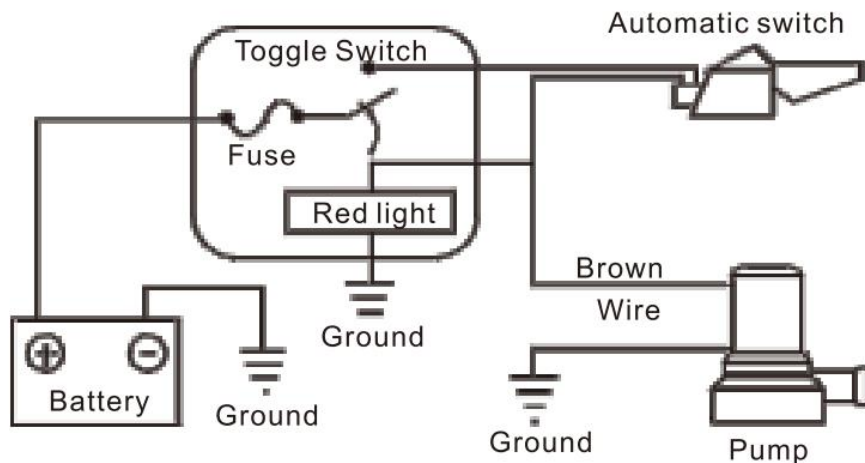 Automatic switch
Toggle Switch
Fuse
Red light
Brown
Wire
Ground
Battery
Ground
Ground
Pump